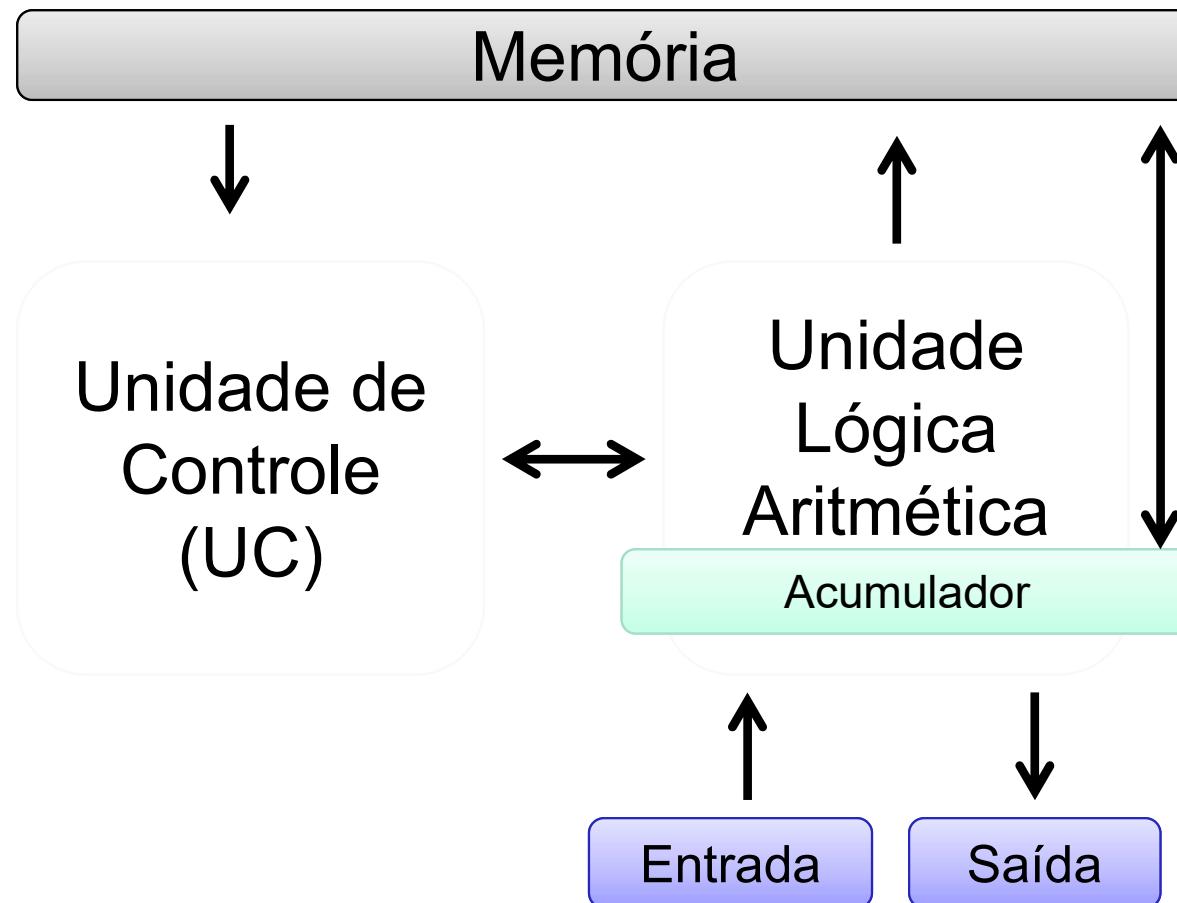 Memória
Unidade de
Controle
(UC)
Unidade
Lógica
Aritmética
Acumulador
Entrada
Saída